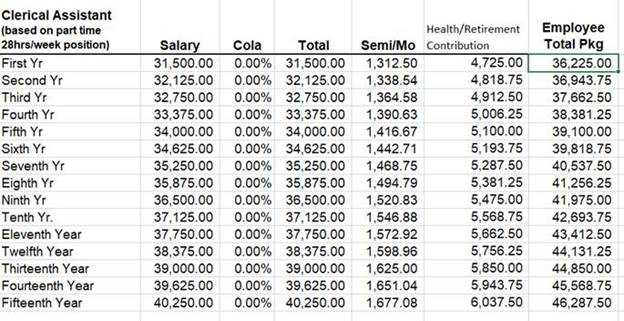 Clerical Assistant
(based on part time
28hrs/week position) Salary Cola Total Semi/Mo Health/Retirement Contribution Employee Total Pkg
First Yr 31,500.00 0.00% 31,500.00 1,312.50 4,725.00 36,225.00
Second Yr 32,125.00 0.00% 32,125.00 1,338.54 4,818.75 36,943.75
Third Yr 32,750.00 0.00% 32,750.00 1,364.58 4,912.50 37,662.50
Fourth Yr 33,375.00 0.00% 33,375.00 1,390.63 5,006.25 38,381.25
Fifth Yr 34,000.00 0.00% 34,000.00 1,416.67 5,100.00 39,100.00
Sixth Yr 34,625.00 0.00% 34,625.00 1,442.71 5,193.75 39,818.75
Seventh Yr 35,250.00 0.00% 35,250.00 1,468.75 5,287.50 40,537.50
Eighth Yr 35,875.00 0.00% 35,875.00 1,494.79 5,381.25 41,256.25
Ninth Yr 36,500.00 0.00% 36,500.00 1,520.83 5,475.00 41,975.00
Tenth Yr. 37,125.00 0.00% 37,125.00 1,546.88 5,568.75 42,693.75
Eleventh Year 37,750.00 0.00% 37,750.00 1,572.92 5,662.50 43,412.50
Twelfth Year 38,375.00 0.00% 38,375.00 1,598.96 5,756.25 44,131.25
Thirteenth Year 39,000.00 0.00% 39,000.00 1,625.00 5,850.00 44,850.00
Fourteenth Year 39,625.00 0.00% 39,625.00 1,651.04 5,943.75 45,568.75
Fifteenth Year 40,250.00 0.00% 40,250.00 1,677.08 6,037.50 46,287.50